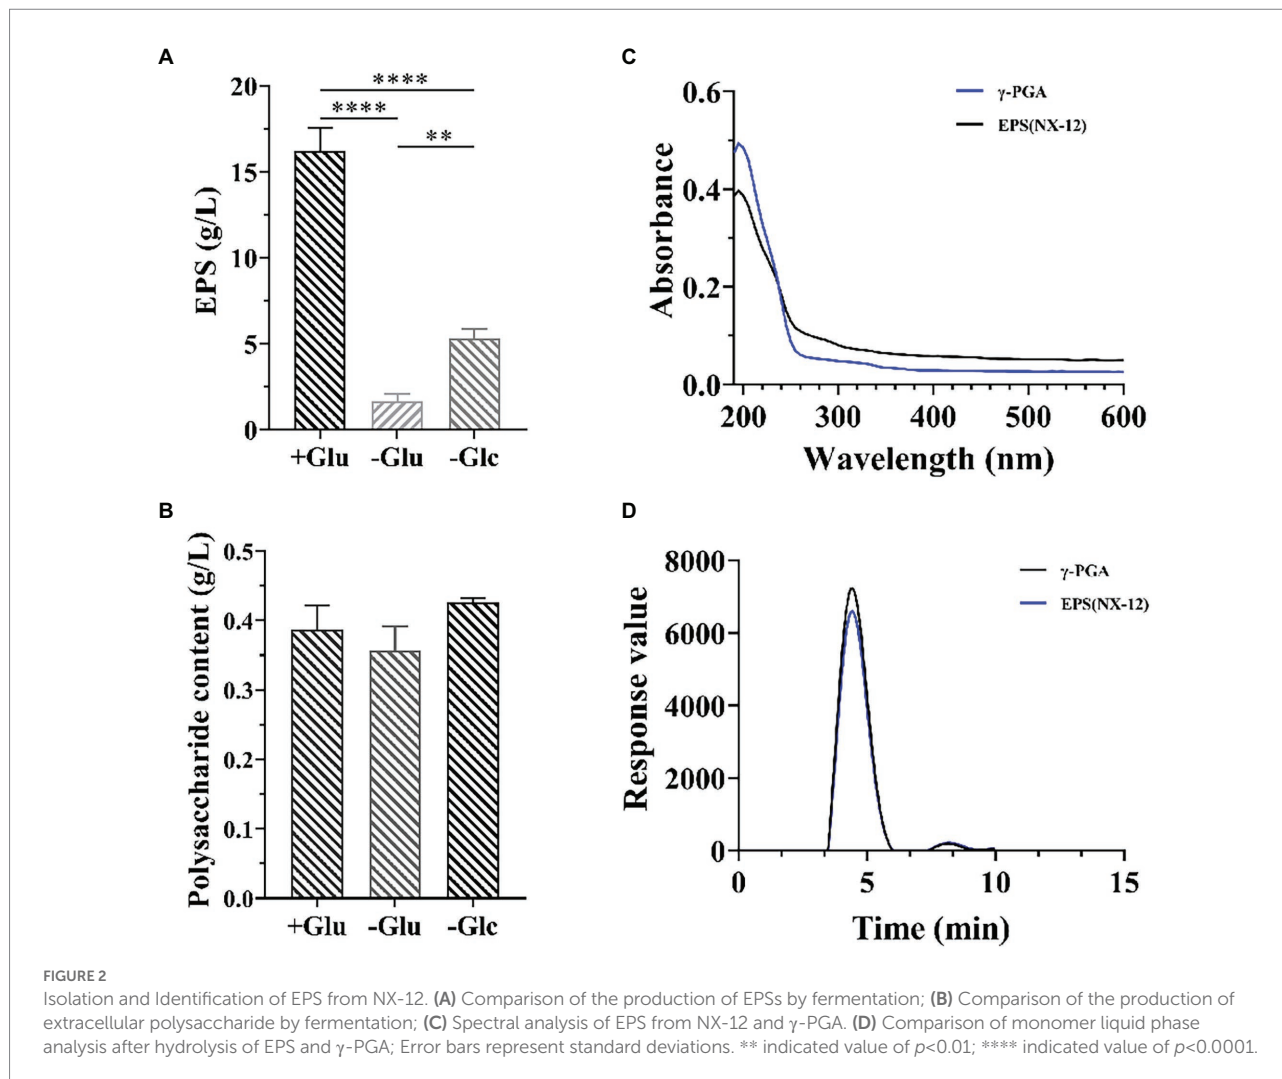 A
EPS (g/L)
20
15
10
5
0
****
****
**
+Glu -Glu -Glc
B
Polysaccharide content (g/L)
0.5
0.4
0.3
0.2
0.1
0.0
+Glu -Glu -Glc
C
Absorbance
0.6
0.4
0.2
0.0
γ-PGA
EPS(NX-12)
200 300 400 500 600
Wavelength (nm)
D
Response value
8000
6000
4000
2000
0
γ-PGA
EPS(NX-12)
0 5 10 15
Time (min)
FIGURE 2
Isolation and Identification of EPS from NX-12. (A) Comparison of the production of EPSs by fermentation; (B) Comparison of the production of
extracellular polysaccharide by fermentation; (C) Spectral analysis of EPS from NX-12 and γ-PGA. (D) Comparison of monomer liquid phase
analysis after hydrolysis of EPS and γ-PGA; Error bars represent standard deviations. ** indicated value of p<0.01; **** indicated value of p<0.0001.